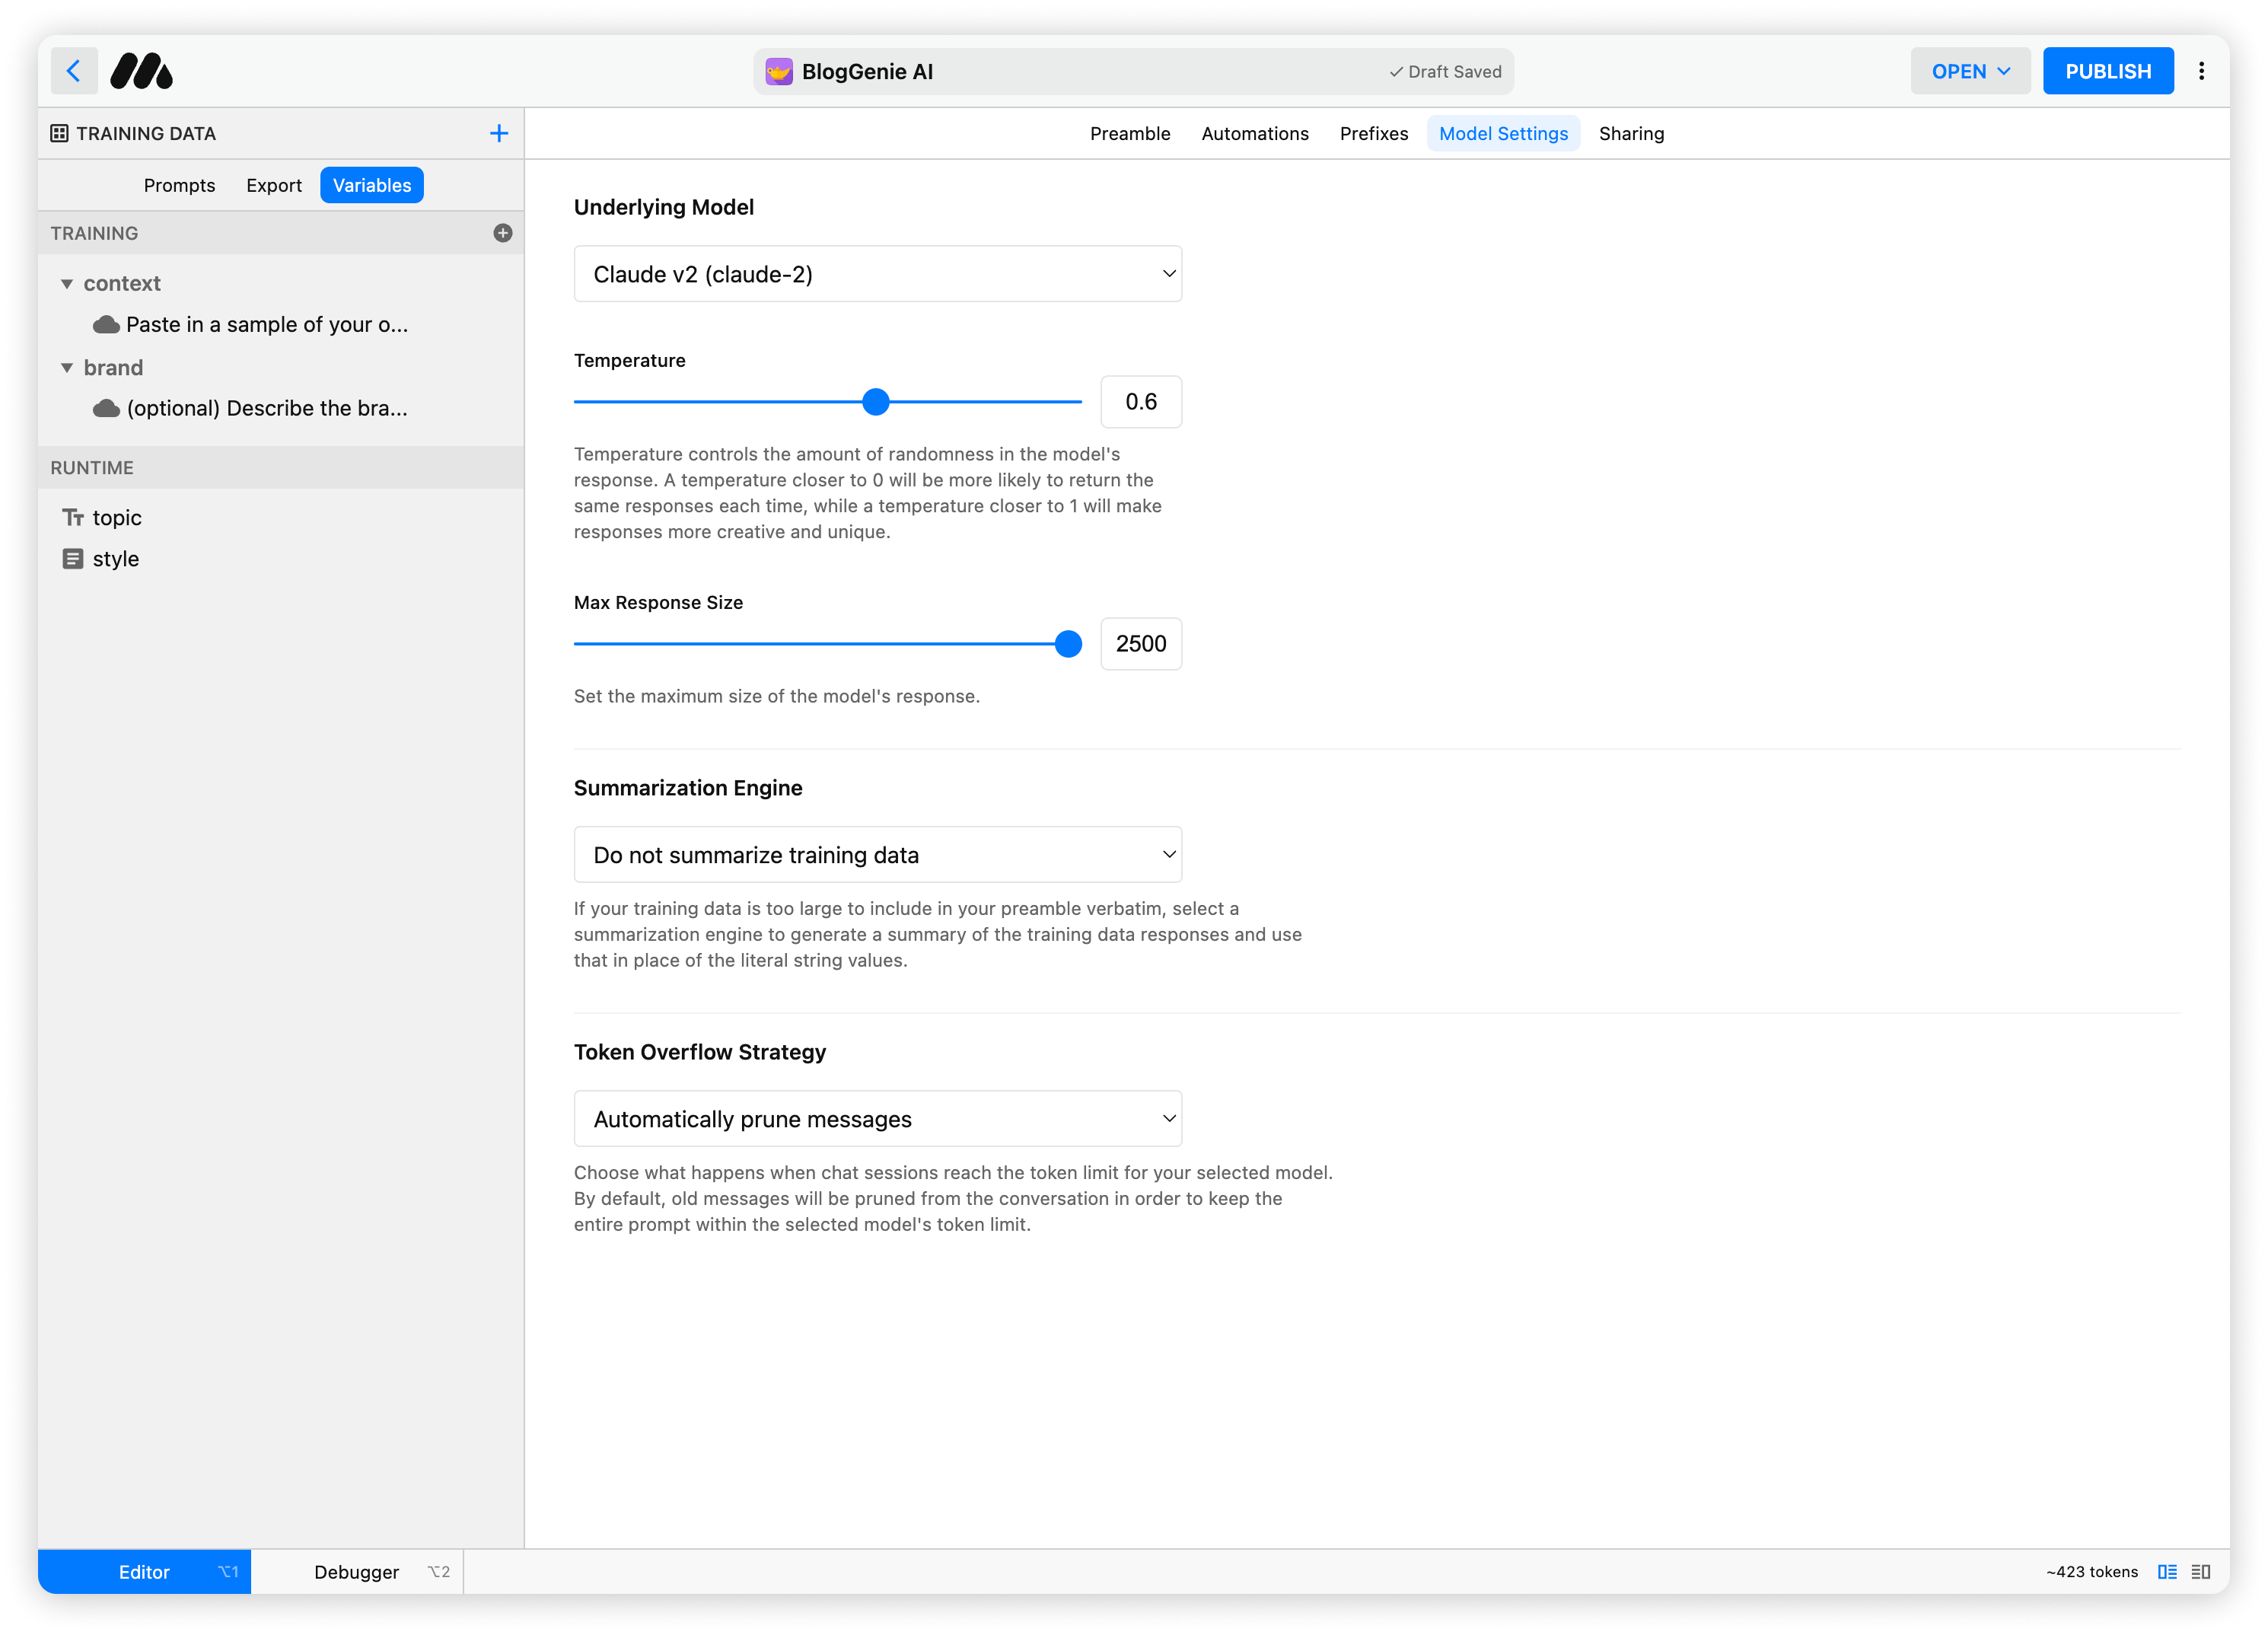 BlogGenie AI
Draft Saved
OPEN
PUBLISH
TRAINING DATA
Preamble
Automations
Prefixes
Model Settings
Sharing
Prompts
Export
Variables
TRAINING
context
Paste in a sample of your o...
brand
(optional) Describe the bra...
RUNTIME
topic
style
Underlying Model
Claude v2 (claude-2)
Temperature
0.6
Temperature controls the amount of randomness in the model's
response. A temperature closer to 0 will be more likely to return the
same responses each time, while a temperature closer to 1 will make
responses more creative and unique.
Max Response Size
2500
Set the maximum size of the model's response.
Summarization Engine
Do not summarize training data
If your training data is too large to include in your preamble verbatim, select a
summarization engine to generate a summary of the training data responses and use
that in place of the literal string values.
Token Overflow Strategy
Automatically prune messages
Choose what happens when chat sessions reach the token limit for your selected model.
By default, old messages will be pruned from the conversation in order to keep the
entire prompt within the selected model's token limit.
Editor ⌥1
Debugger ⌥2
~423 tokens